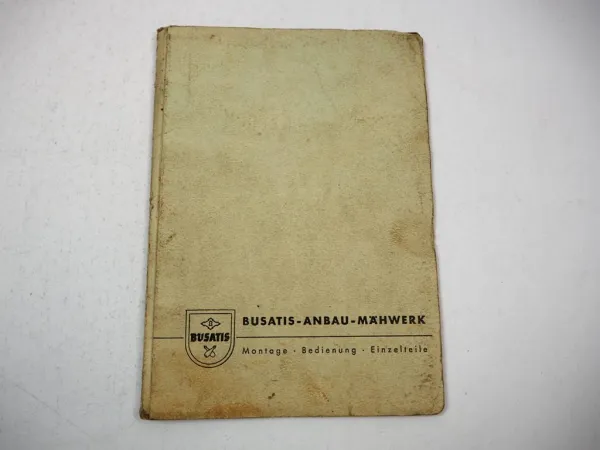 BUSATIS-ANBAU-MÄHWERK
B
BUSATIS
Montage · Bedienung · Einzelteile